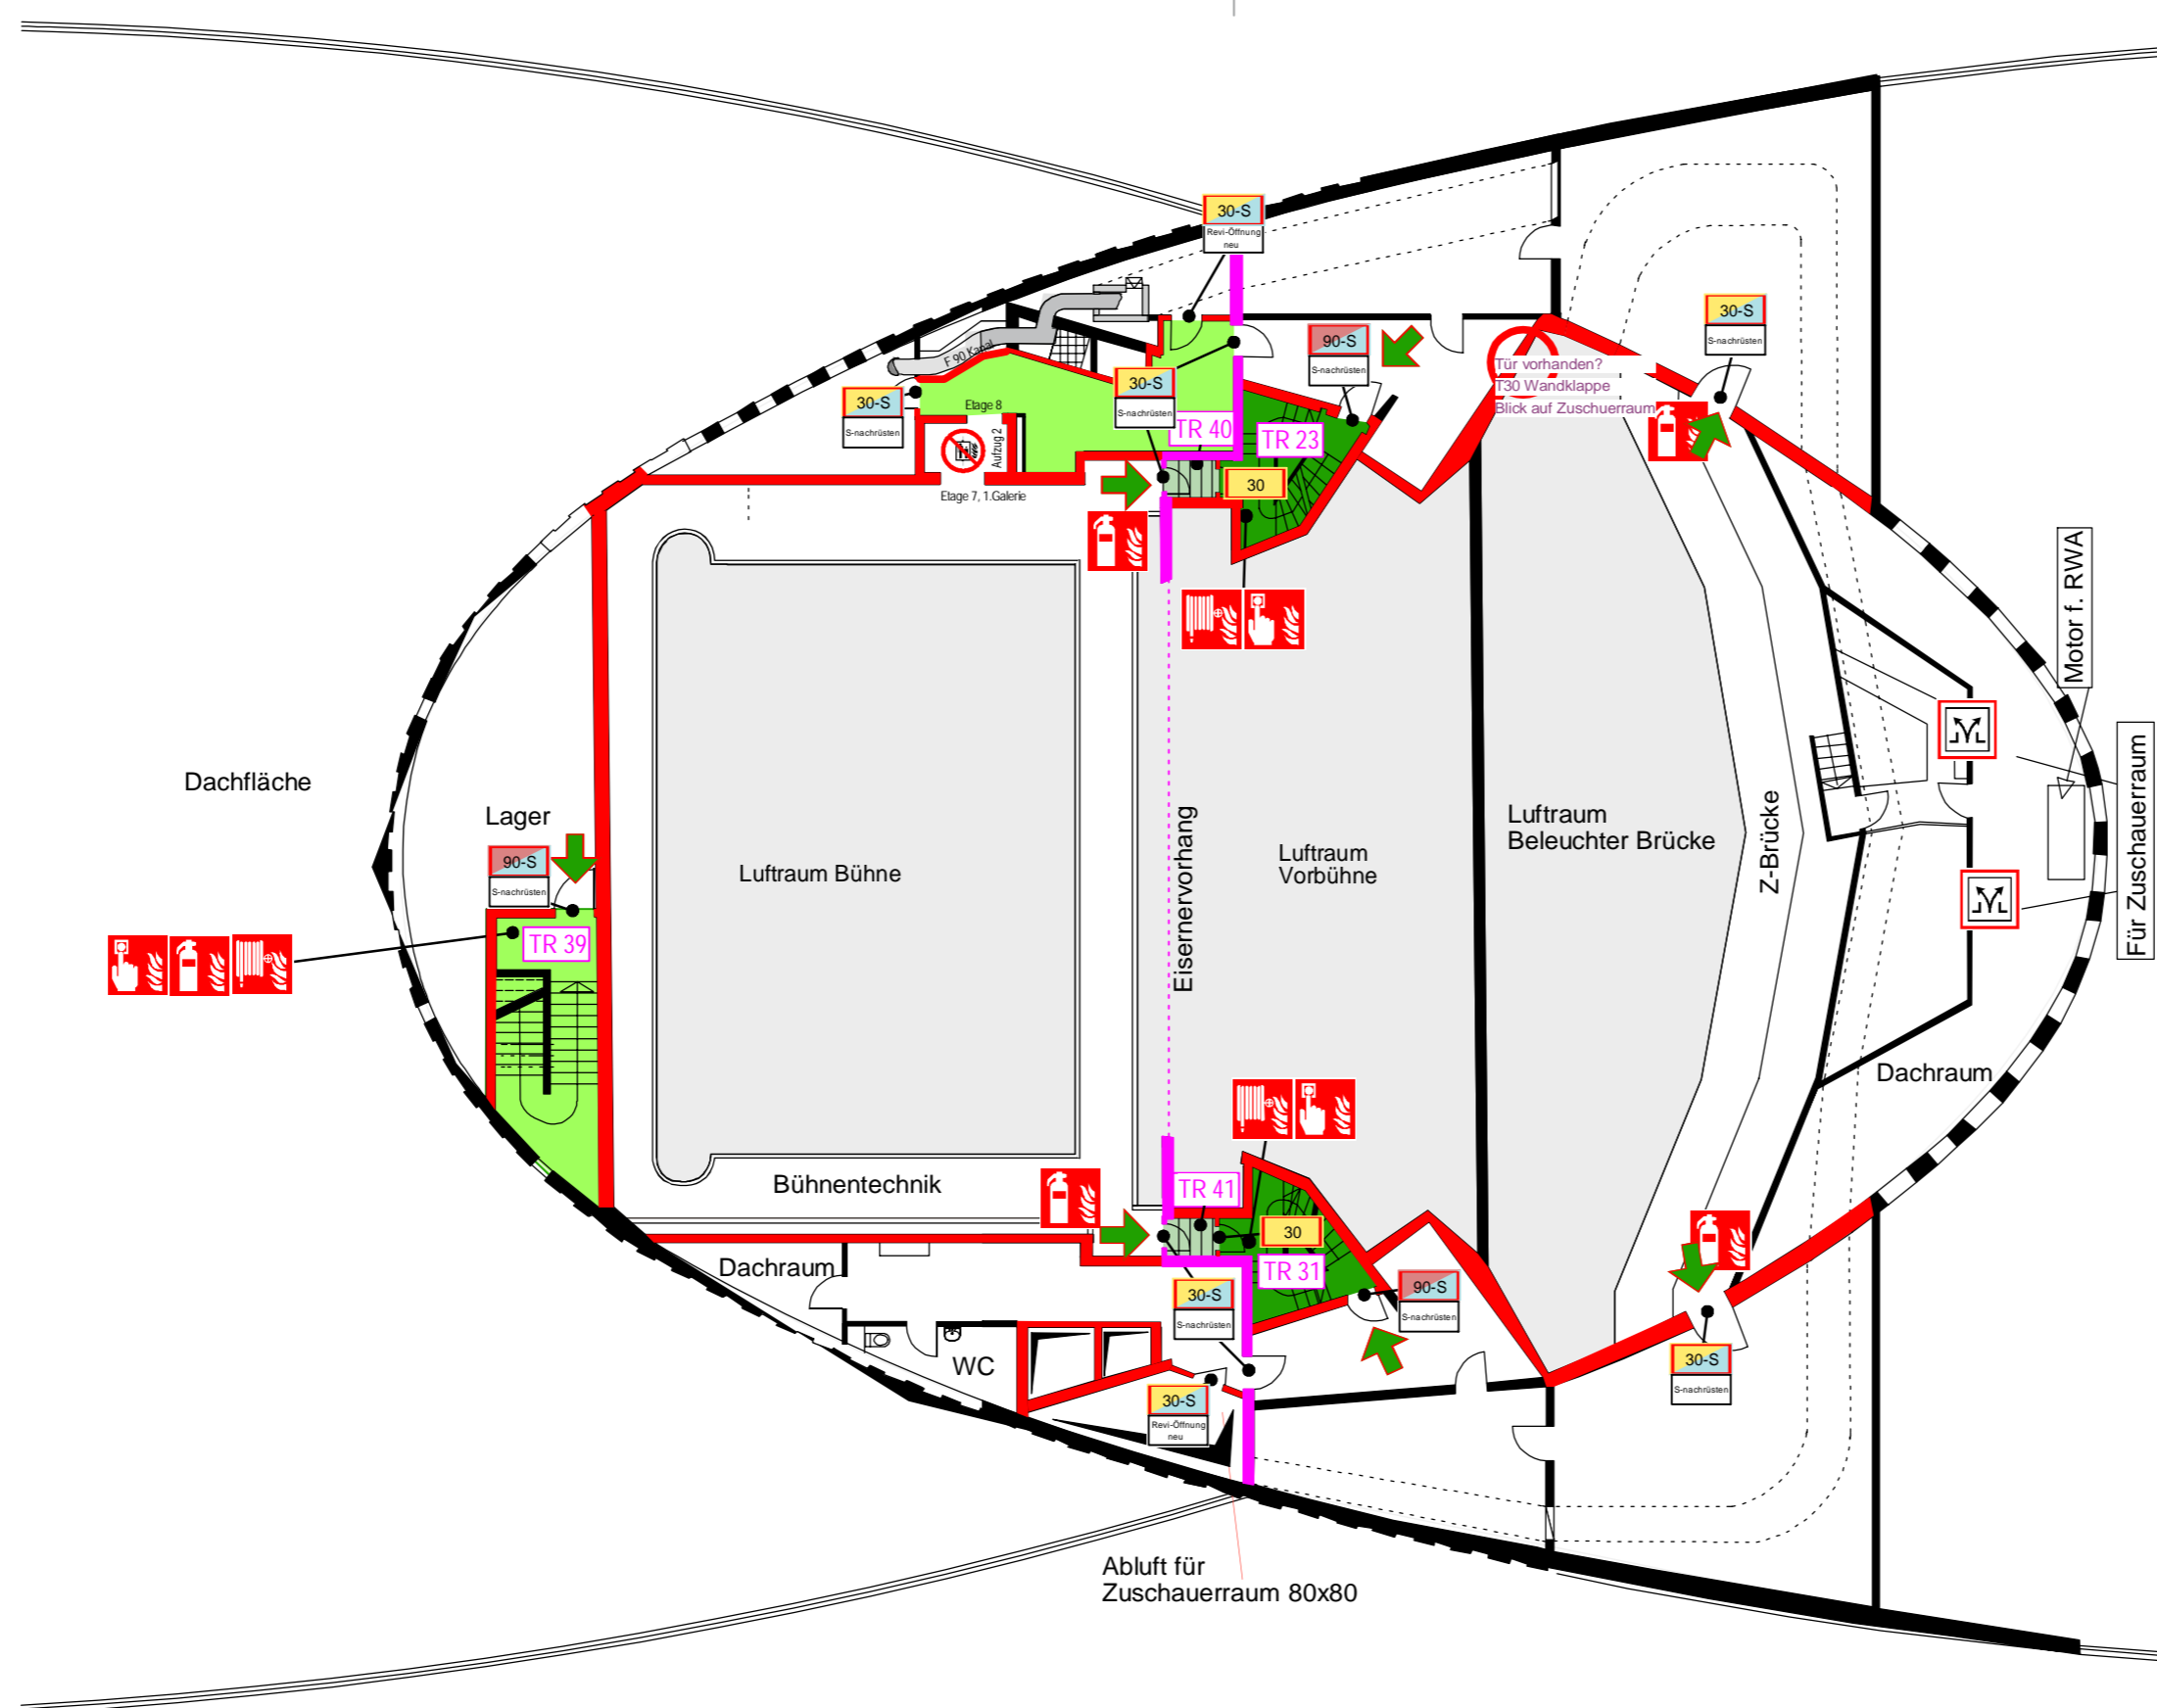 30-S
Revi-Öffnung
neu
30-S
S-nachrüsten
90-S
S-nachrüsten
F 90 Kanal
Tür vorhanden?
T30 Wandklappe
Blick auf Zuschuerraum
30-S
S-nachrüsten
30-S
S-nachrüsten
Etage 8
Aufzug 2
TR 40
TR 23
30
Etage 7, 1.Galerie
Motor f. RWA
Für Zuschauerraum
Dachfläche
Lager
90-S
S-nachrüsten
TR 39
Luftraum Bühne
Eisernervorhang
Luftraum
Vorbühne
Luftraum
Beleuchter Brücke
Z-Brücke
Dachraum
Bühnentechnik
TR 41
30
TR 31
Dachraum
30-S
S-nachrüsten
90-S
S-nachrüsten
30-S
S-nachrüsten
WC
30-S
Revi-Öffnung
neu
Abluft für
Zuschauerraum 80x80